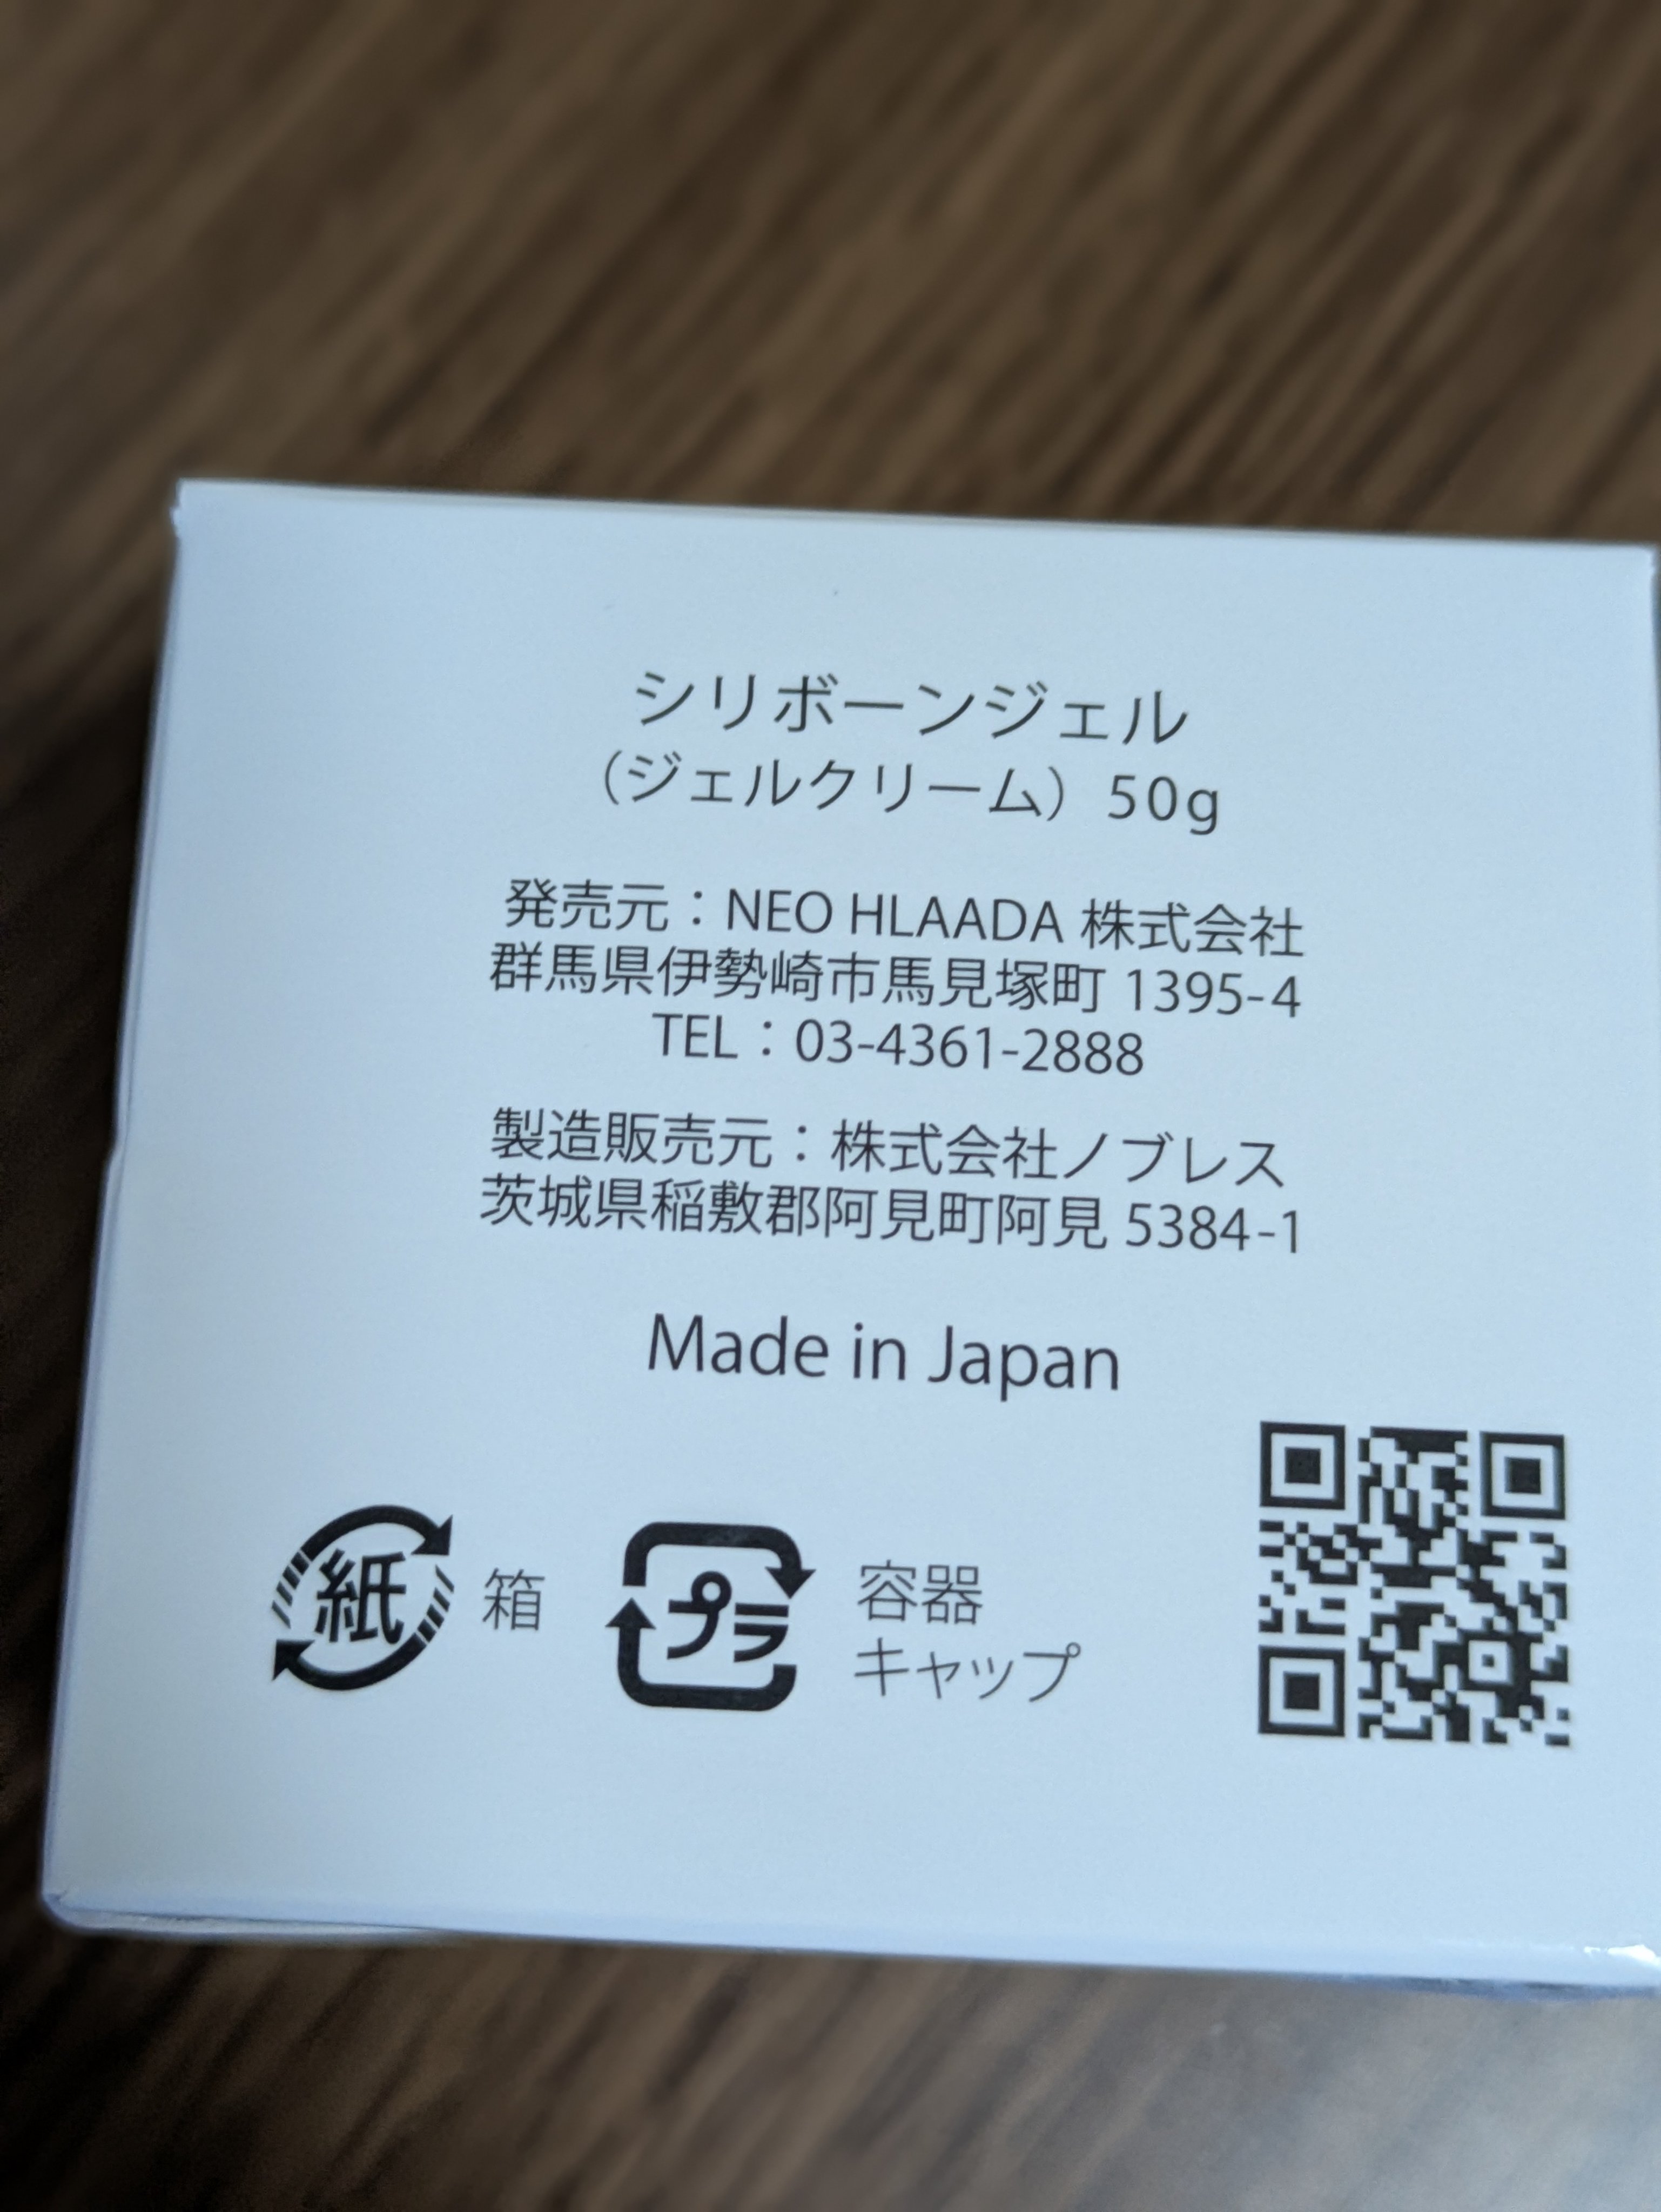 シリボーンジェル
（ジェルクリーム）50g
発売元：NEO HLAADA 株式会社
群馬県伊勢崎市馬見塚町 1395-4
TEL：03-4361-2888
製造販売元：株式会社ノブレス
茨城県稲敷郡阿見町阿見 5384-1
Made in Japan
紙 箱
プラ 容器
キャップ